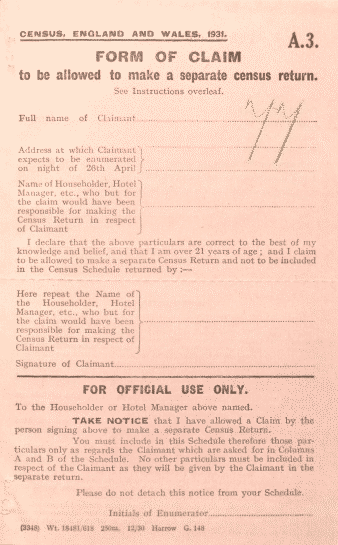 CENSUS, ENGLAND AND WALES, 1931.
A.3.
FORM OF CLAIM
to be allowed to make a separate census return.
See Instructions overleaf.
Full name of Claimant
Address at which Claimant
expects to be enumerated
on night of 26th April
Name of Householder, Hotel
Manager, etc., who but for
the claim would have been
responsible for making the
Census Return in respect
of Claimant
I declare that the above particulars are correct to the best of my
knowledge and belief, and that I am over 21 years of age ; and I claim
to be allowed to make a separate Census Return and not to be included
in the Census Schedule returned by :—
Here repeat the Name of
the Householder, Hotel
Manager, etc., who but for
the claim would have been
responsible for making the
Census Return in respect of
Claimant
Signature of Claimant
FOR OFFICIAL USE ONLY.
To the Householder or Hotel Manager above named.
TAKE NOTICE that I have allowed a Claim by the
person signing above to make a separate Census Return.
You must include in this Schedule therefore those par-
ticulars only as regards the Claimant which are asked for in Columns
A and B of the Schedule. No other particulars must be included in
respect of the Claimant as they will be given by the Claimant in the
separate return.
Please do not detach this notice from your Schedule.
Initials of Enumerator
(3348) Wt. 18481/618 250m. 12/30 Harrow G. 148